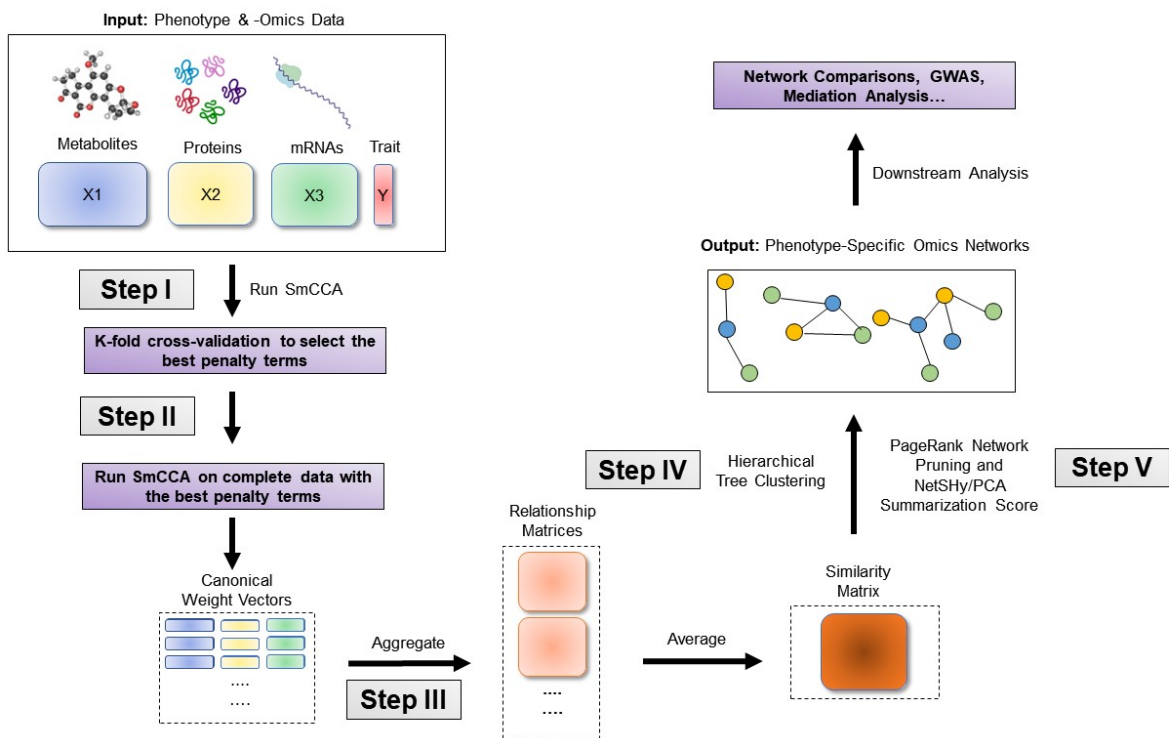 Input: Phenotype & -Omics Data
Metabolites
Proteins
mRNAs
Trait
X1
X2
X3
Y
Step I
Run SmCCA
K-fold cross-validation to select the
best penalty terms
Step II
Run SmCCA on complete data with
the best penalty terms
Canonical
Weight Vectors
....
....
Aggregate
Step III
Relationship
Matrices
....
....
Average
Similarity
Matrix
Step IV
Hierarchical
Tree Clustering
PageRank Network
Pruning and
NetSHy/PCA
Summarization Score
Step V
Output: Phenotype-Specific Omics Networks
Downstream Analysis
Network Comparisons, GWAS,
Mediation Analysis...